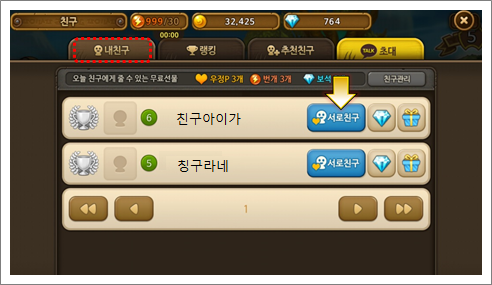 친구 999/30 32,425 764
00:00
내친구 랭킹 추천친구 TALK 초대
오늘 친구에게 줄 수 있는 무료선물 우정P 3개 번개 3개 보석 친구관리
6 친구아이가 서로친구
5 칭구라네 서로친구
1